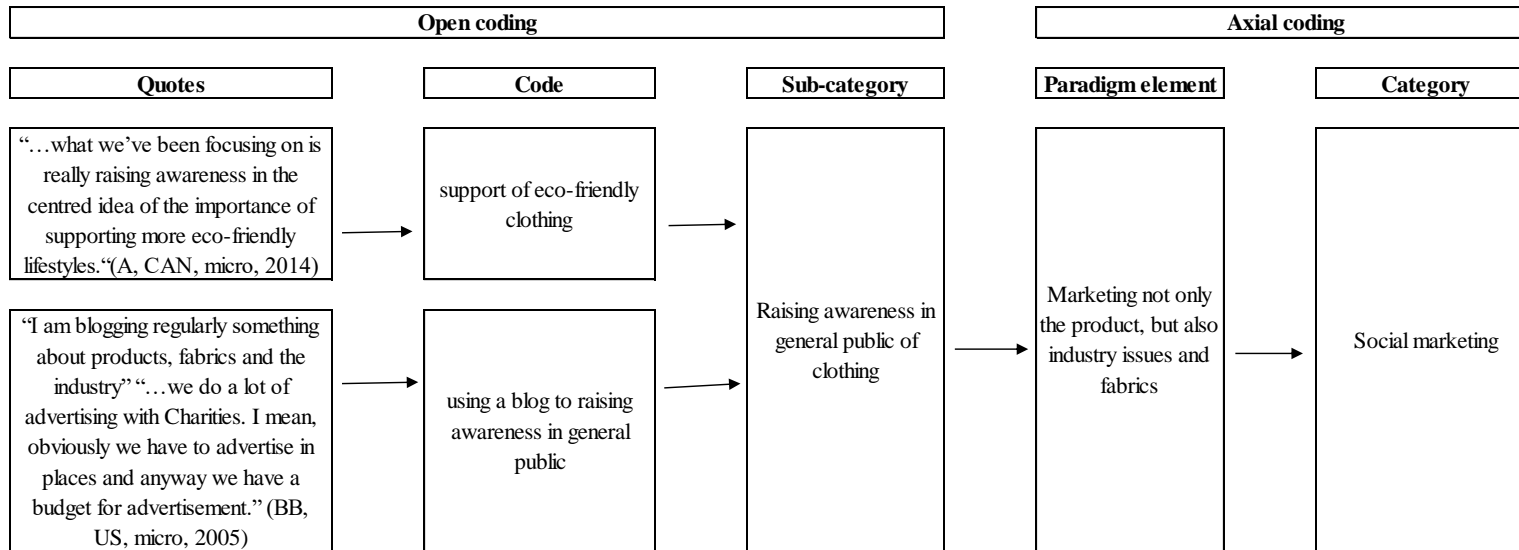 Open coding
Axial coding
Quotes
Code
Sub-category
Paradigm element
Category
“…what we’ve been focusing on is
really raising awareness in the
centred idea of the importance of
supporting more eco-friendly
lifestyles.“(A, CAN, micro, 2014)
support of eco-friendly
clothing
“I am blogging regularly something
about products, fabrics and the
industry” “…we do a lot of
advertising with Charities. I mean,
obviously we have to advertise in
places and anyway we have a
budget for advertisement.” (BB,
US, micro, 2005)
using a blog to raising
awareness in general
public
Raising awareness in
general public of
clothing
Marketing not only
the product, but also
industry issues and
fabrics
Social marketing